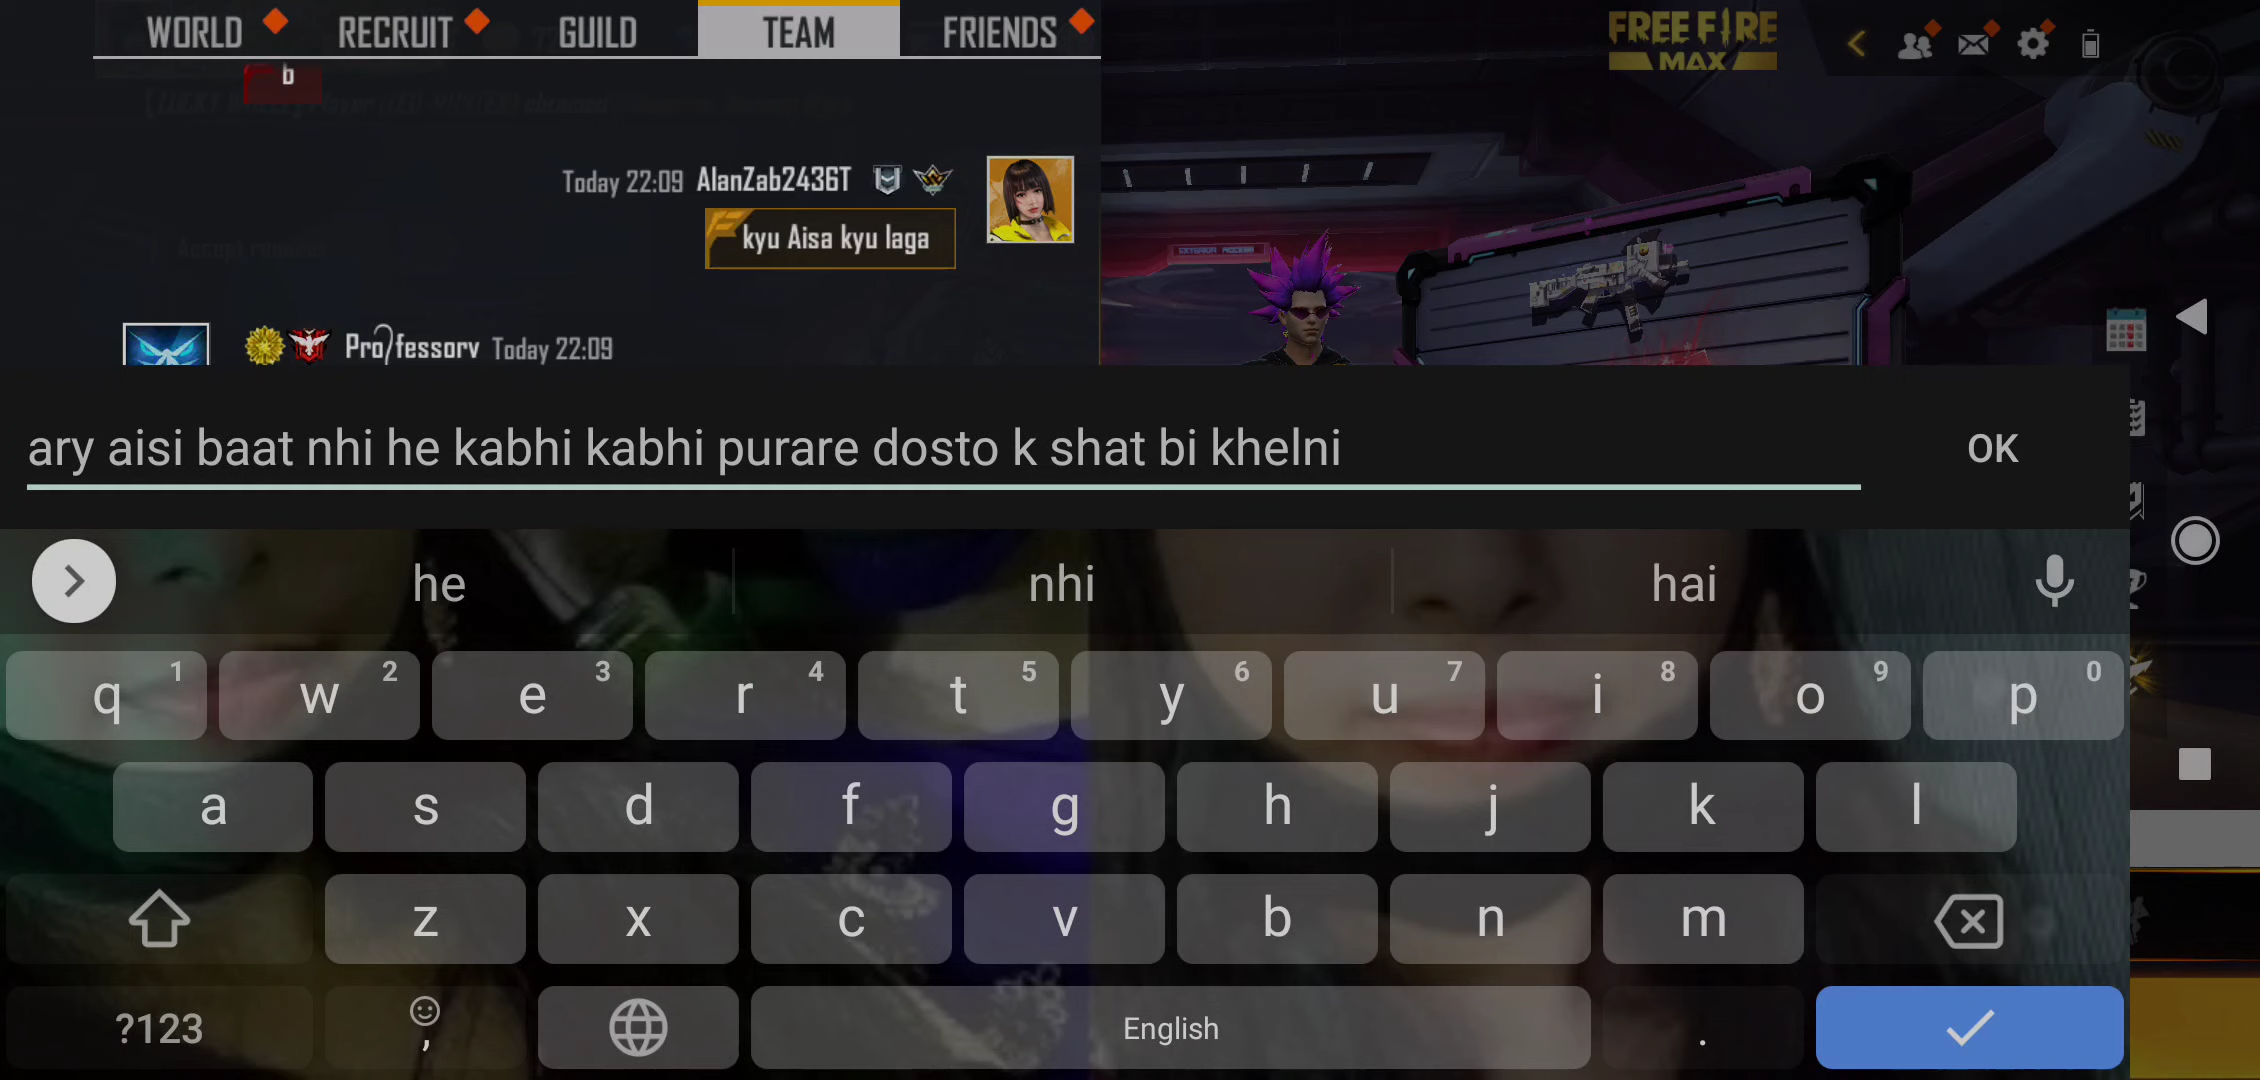 WORLD RECRUIT GUILD TEAM FRIENDS
FREE FIRE
MAX
b
Today 22:09 AlanZab2436T
kyu Aisa kyu laga
EXTERIOR ACCESS
Pro?fessorv Today 22:09
ary aisi baat nhi he kabhi kabhi purare dosto k shat bi khelni
OK
he nhi hai
q 1 w 2 e 3 r 4 t 5 y 6 u 7 i 8 o 9 p 0
a s d f g h j k l
z x c v b n m
?123 , English .